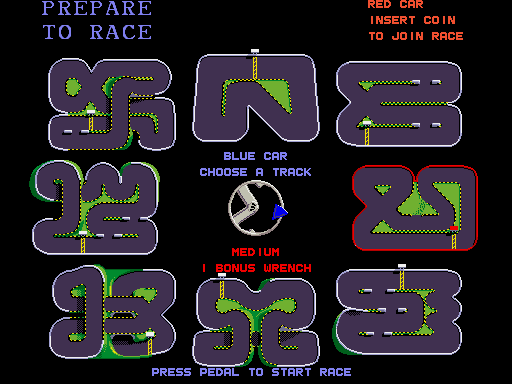 PREPARE
TO RACE
RED CAR
INSERT COIN
TO JOIN RACE
BLUE CAR
CHOOSE A TRACK
MEDIUM
1 BONUS WRENCH
PRESS PEDAL TO START RACE